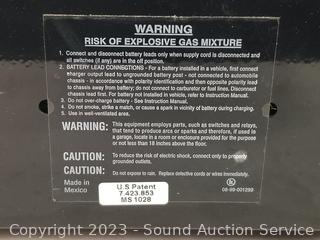 WARNING
RISK OF EXPLOSIVE GAS MIXTURE
1. Connect and disconnect battery leads only when supply cord is disconnected and
all switches (if any) are in the off position.
2. BATTERY LEAD CONNECTIONS - For a battery installed in a vehicle, first connect
charger output lead to ungrounded battery post - not connected to automobile
chassis - in accordance with polarity identification and then opposite polarity lead
to chassis away from battery; do not connect to carburetor or fuel lines. Disconnect
chassis lead first. For battery not installed in vehicle, refer to Instruction Manual.
3. Do not over-charge battery - See Instruction Manual.
4. Do not smoke, strike a match, or cause a spark in vicinity of battery during charging.
5. Use in well-ventilated area.
WARNING: This equipment employs parts, such as switches and relays,
that tend to produce arcs or sparks and therefore, if used in
a garage, locate in a room or enclosure provided for the purpose
or not less than 18 inches above the floor.
CAUTION: To reduce the risk of electric shock, connect only to properly
grounded outlets.
CAUTION: Do not expose to rain. Replace defective cords or wires immediately.
Made in
Mexico
U.S Patent
7.423.853
MS1028
08-99-001299
Copyright 2023 - Sound Auction Service